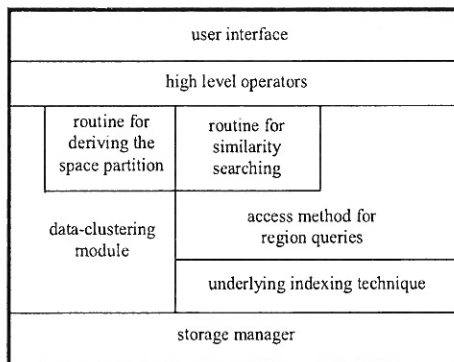 user interface
high level operators
routine for
deriving the
space partition
routine for
similarity
searching
data-clustering
module
access method for
region queries
underlying indexing technique
storage manager